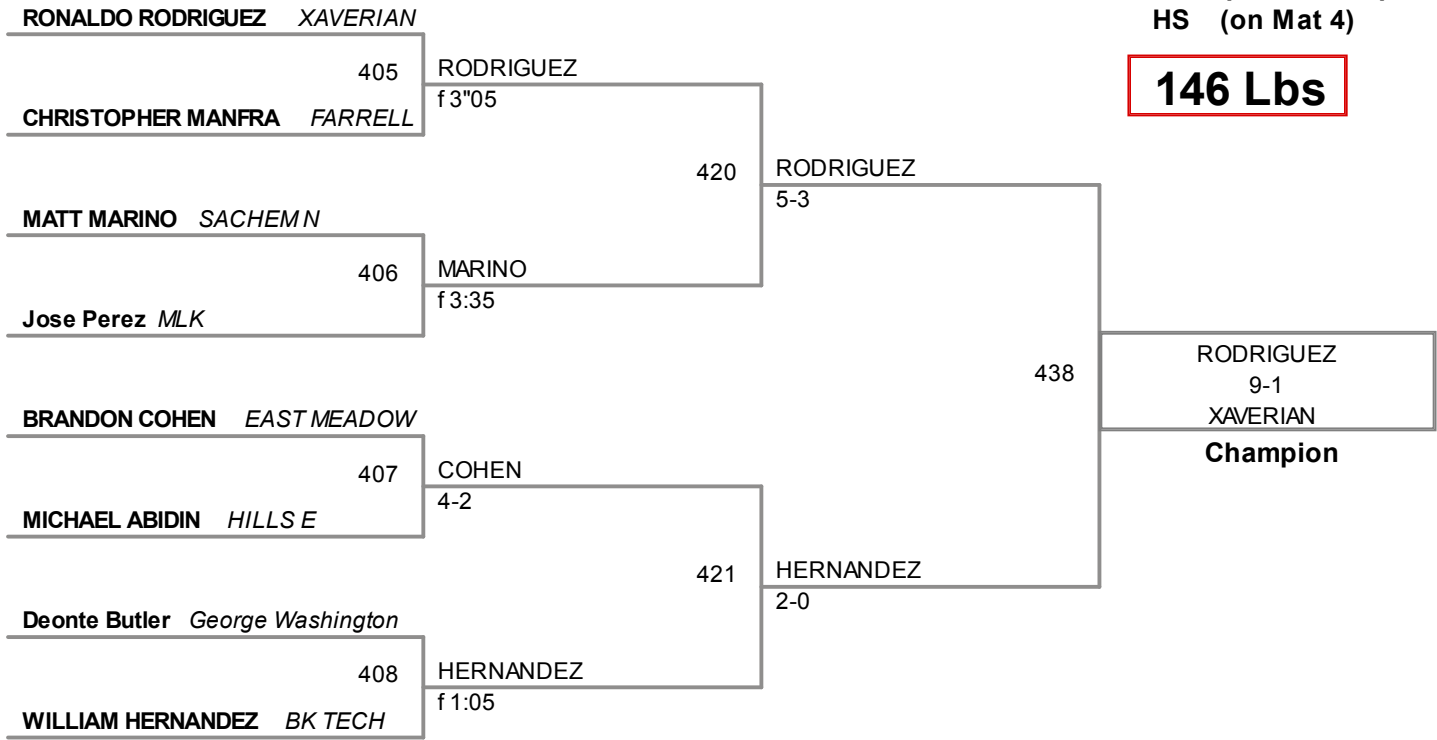 RONALDO RODRIGUEZ XAVERIAN
HS (on Mat 4)
405 RODRIGUEZ
f 3"05
146 Lbs
CHRISTOPHER MANFRA FARRELL
420 RODRIGUEZ
5-3
MATT MARINO SACHEM N
406 MARINO
f 3:35
Jose Perez MLK
438 RODRIGUEZ
9-1
XAVERIAN
Champion
BRANDON COHEN EAST MEADOW
407 COHEN
4-2
MICHAEL ABIDIN HILLS E
421 HERNANDEZ
2-0
Deonte Butler George Washington
408 HERNANDEZ
f 1:05
WILLIAM HERNANDEZ BK TECH